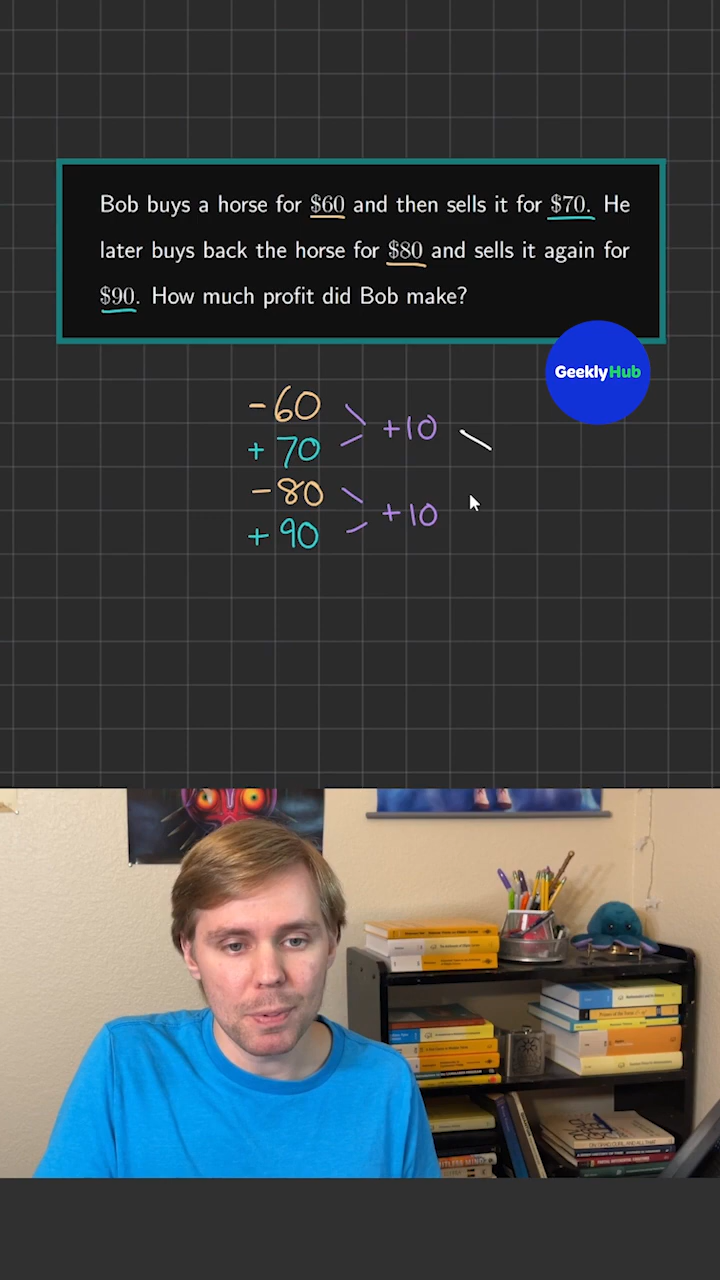 Bob buys a horse for $60 and then sells it for $70. He
later buys back the horse for $80 and sells it again for
$90. How much profit did Bob make?
GeeklyHub
-60
+70
+10
-80
+90
+10